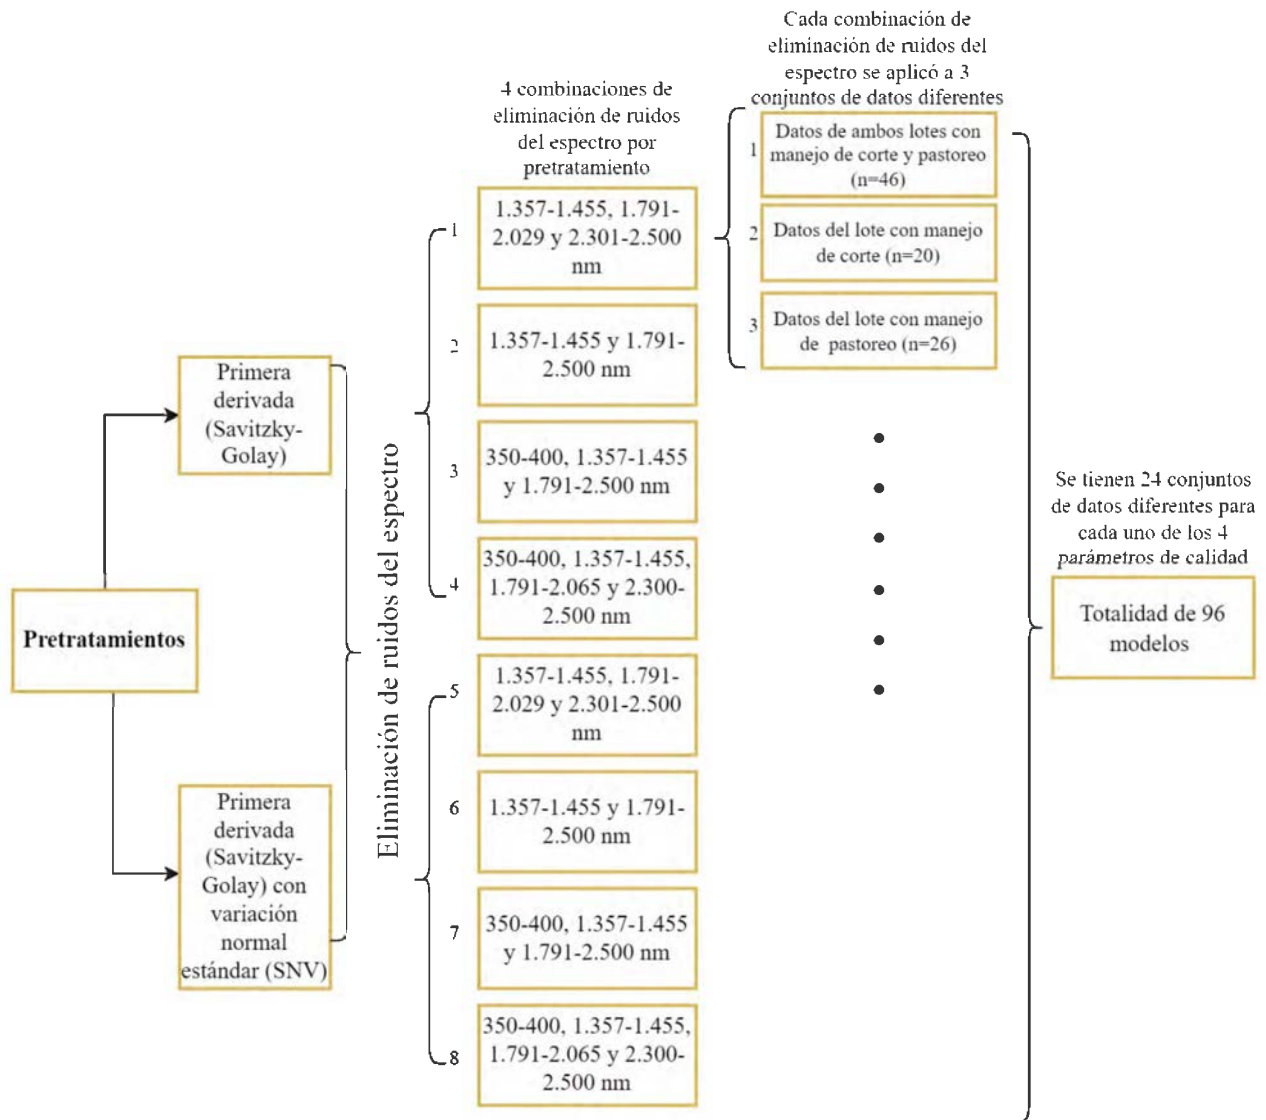 Pretratamientos
Primera
derivada
(Savitzky-
Golay)
Primera
derivada
(Savitzky-
Golay) con
variación
normal
estándar (SNV)
Eliminación de ruidos del espectro
4 combinaciones de
eliminación de ruidos
del espectro por
pretratamiento
1
1.357-1.455, 1.791-
2.029 y 2.301-2.500
nm
2
1.357-1.455 y 1.791-
2.500 nm
3
350-400, 1.357-1.455
y 1.791-2.500 nm
4
350-400, 1.357-1.455,
1.791-2.065 y 2.300-
2.500 nm
5
1.357-1.455, 1.791-
2.029 y 2.301-2.500
nm
6
1.357-1.455 y 1.791-
2.500 nm
7
350-400, 1.357-1.455
y 1.791-2.500 nm
8
350-400, 1.357-1.455,
1.791-2.065 y 2.300-
2.500 nm
Cada combinación de
eliminación de ruidos del
espectro se aplicó a 3
conjuntos de datos diferentes
1
Datos de ambos lotes con
manejo de corte y pastoreo
(n=46)
2
Datos del lote con manejo
de corte (n=20)
3
Datos del lote con manejo
de pastoreo (n=26)
Se tienen 24 conjuntos
de datos diferentes para
cada uno de los 4
parámetros de calidad
Totalidad de 96
modelos